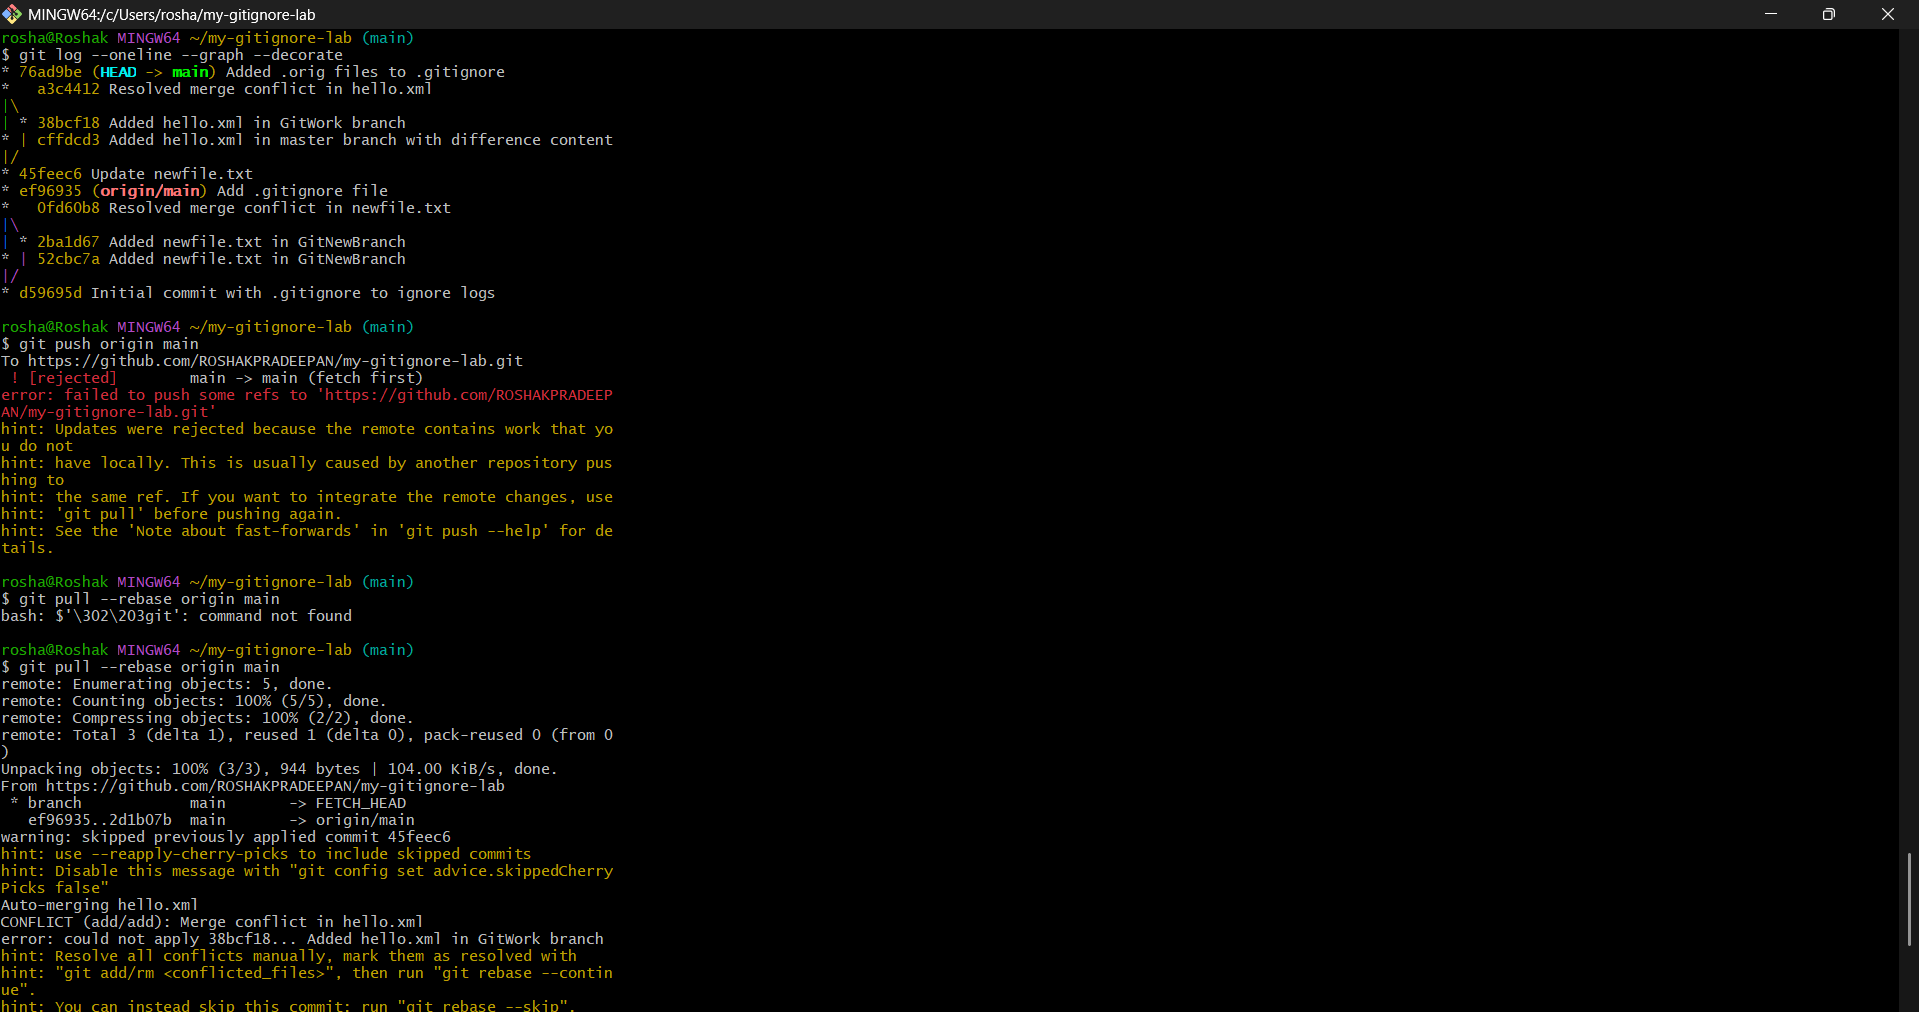 MINGW64:/c/Users/rosha/my-gitignore-lab
rosha@Roshak MINGW64 ~/my-gitignore-lab (main)
$ git log --oneline --graph --decorate
* 76ad9be (HEAD -> main) Added .orig files to .gitignore
*   a3c4412 Resolved merge conflict in hello.xml
|\
| * 38bcf18 Added hello.xml in GitWork branch
* | cffdcd3 Added hello.xml in master branch with difference content
|/
* 45feec6 Update newfile.txt
* ef96935 (origin/main) Add .gitignore file
*   0fd60b8 Resolved merge conflict in newfile.txt
|\
| * 2ba1d67 Added newfile.txt in GitNewBranch
* | 52cbc7a Added newfile.txt in GitNewBranch
|/
* d59695d Initial commit with .gitignore to ignore logs
rosha@Roshak MINGW64 ~/my-gitignore-lab (main)
$ git push origin main
To https://github.com/ROSHAKPRADEEPAN/my-gitignore-lab.git
 ! [rejected]        main -> main (fetch first)
error: failed to push some refs to 'https://github.com/ROSHAKPRADEEP
AN/my-gitignore-lab.git'
hint: Updates were rejected because the remote contains work that yo
u do not
hint: have locally. This is usually caused by another repository pus
hing to
hint: the same ref. If you want to integrate the remote changes, use
hint: 'git pull' before pushing again.
hint: See the 'Note about fast-forwards' in 'git push --help' for de
tails.
rosha@Roshak MINGW64 ~/my-gitignore-lab (main)
$ git pull --rebase origin main
bash: $'\302\203git': command not found
rosha@Roshak MINGW64 ~/my-gitignore-lab (main)
$ git pull --rebase origin main
remote: Enumerating objects: 5, done.
remote: Counting objects: 100% (5/5), done.
remote: Compressing objects: 100% (2/2), done.
remote: Total 3 (delta 1), reused 1 (delta 0), pack-reused 0 (from 0
)
Unpacking objects: 100% (3/3), 944 bytes | 104.00 KiB/s, done.
From https://github.com/ROSHAKPRADEEPAN/my-gitignore-lab
 * branch            main       -> FETCH_HEAD
   ef96935..2d1b07b  main       -> origin/main
warning: skipped previously applied commit 45feec6
hint: use --reapply-cherry-picks to include skipped commits
hint: Disable this message with "git config set advice.skippedCherry
Picks false"
Auto-merging hello.xml
CONFLICT (add/add): Merge conflict in hello.xml
error: could not apply 38bcf18... Added hello.xml in GitWork branch
hint: Resolve all conflicts manually, mark them as resolved with
hint: "git add/rm <conflicted_files>", then run "git rebase --contin
ue".
hint: You can instead skip this commit: run "git rebase --skip".